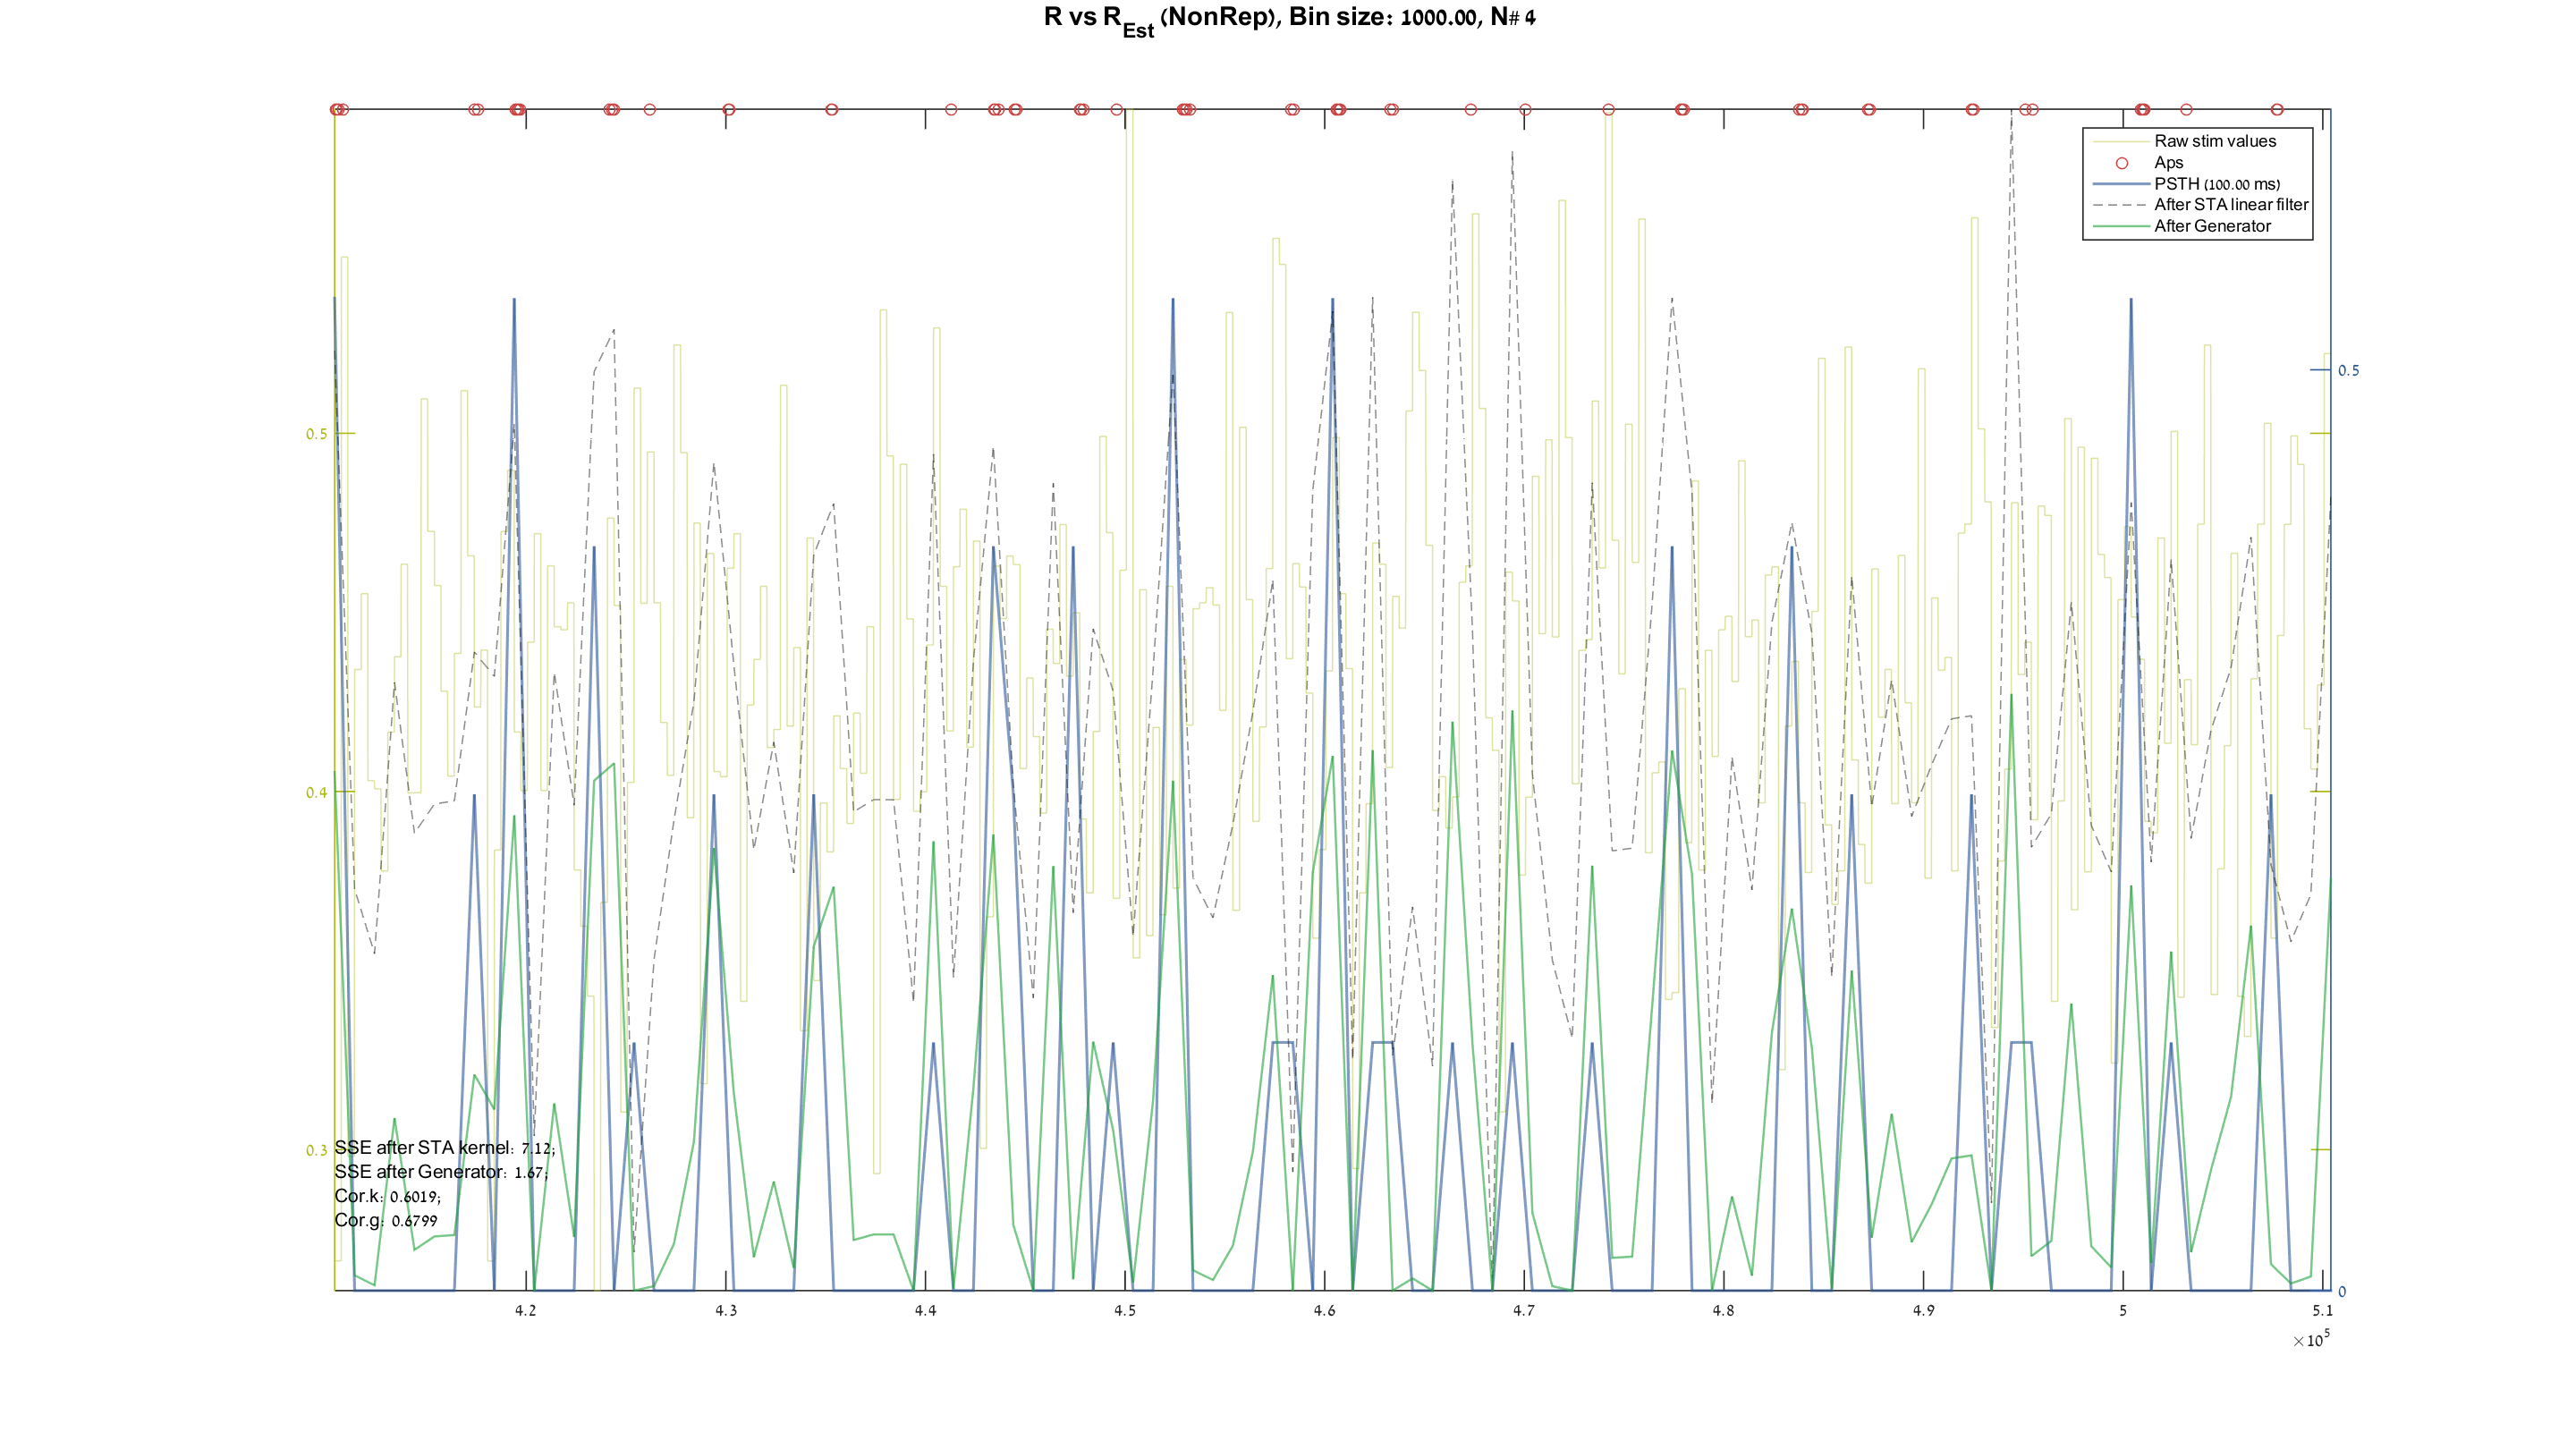 R vs R_Est (NonRep), Bin size: 1000.00, N# 4
Raw stim values
Aps
PSTH (100.00 ms)
After STA linear filter
After Generator
0.5
0.4
0.3
0.5
0
SSE after STA kernel: 7.12;
SSE after Generator: 1.67;
Cor.k: 0.6019;
Cor.g: 0.6799
4.2 4.3 4.4 4.5 4.6 4.7 4.8 4.9 5 5.1
×10^5